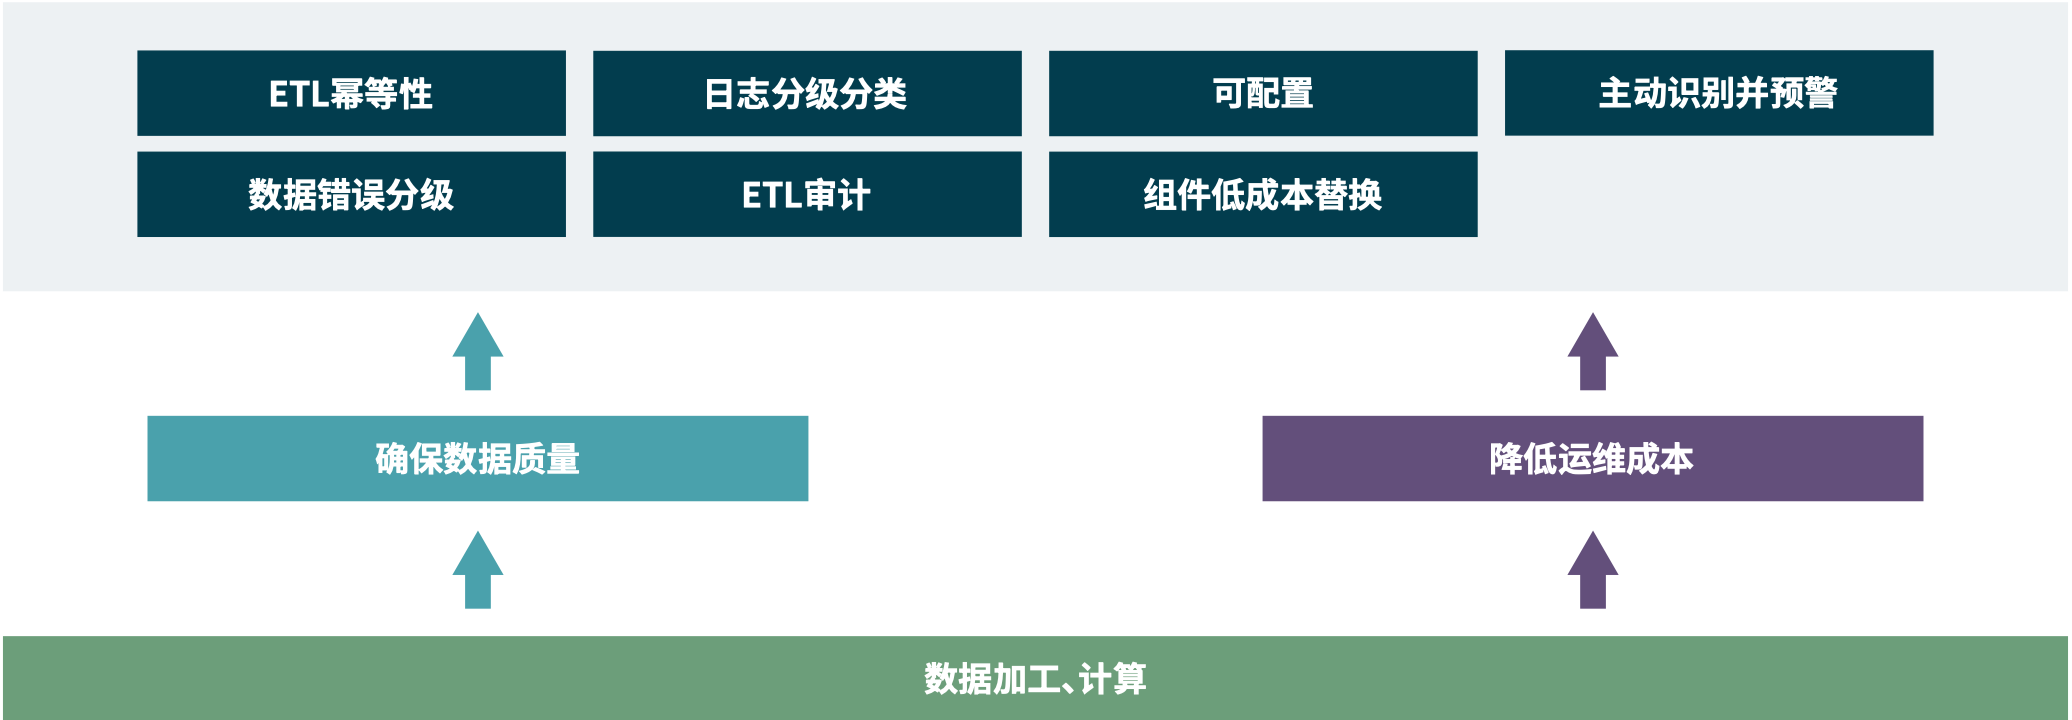 ETL幂等性
日志分级分类
可配置
主动识别并预警
数据错误分级
ETL审计
组件低成本替换
确保数据质量
降低运维成本
数据加工、计算